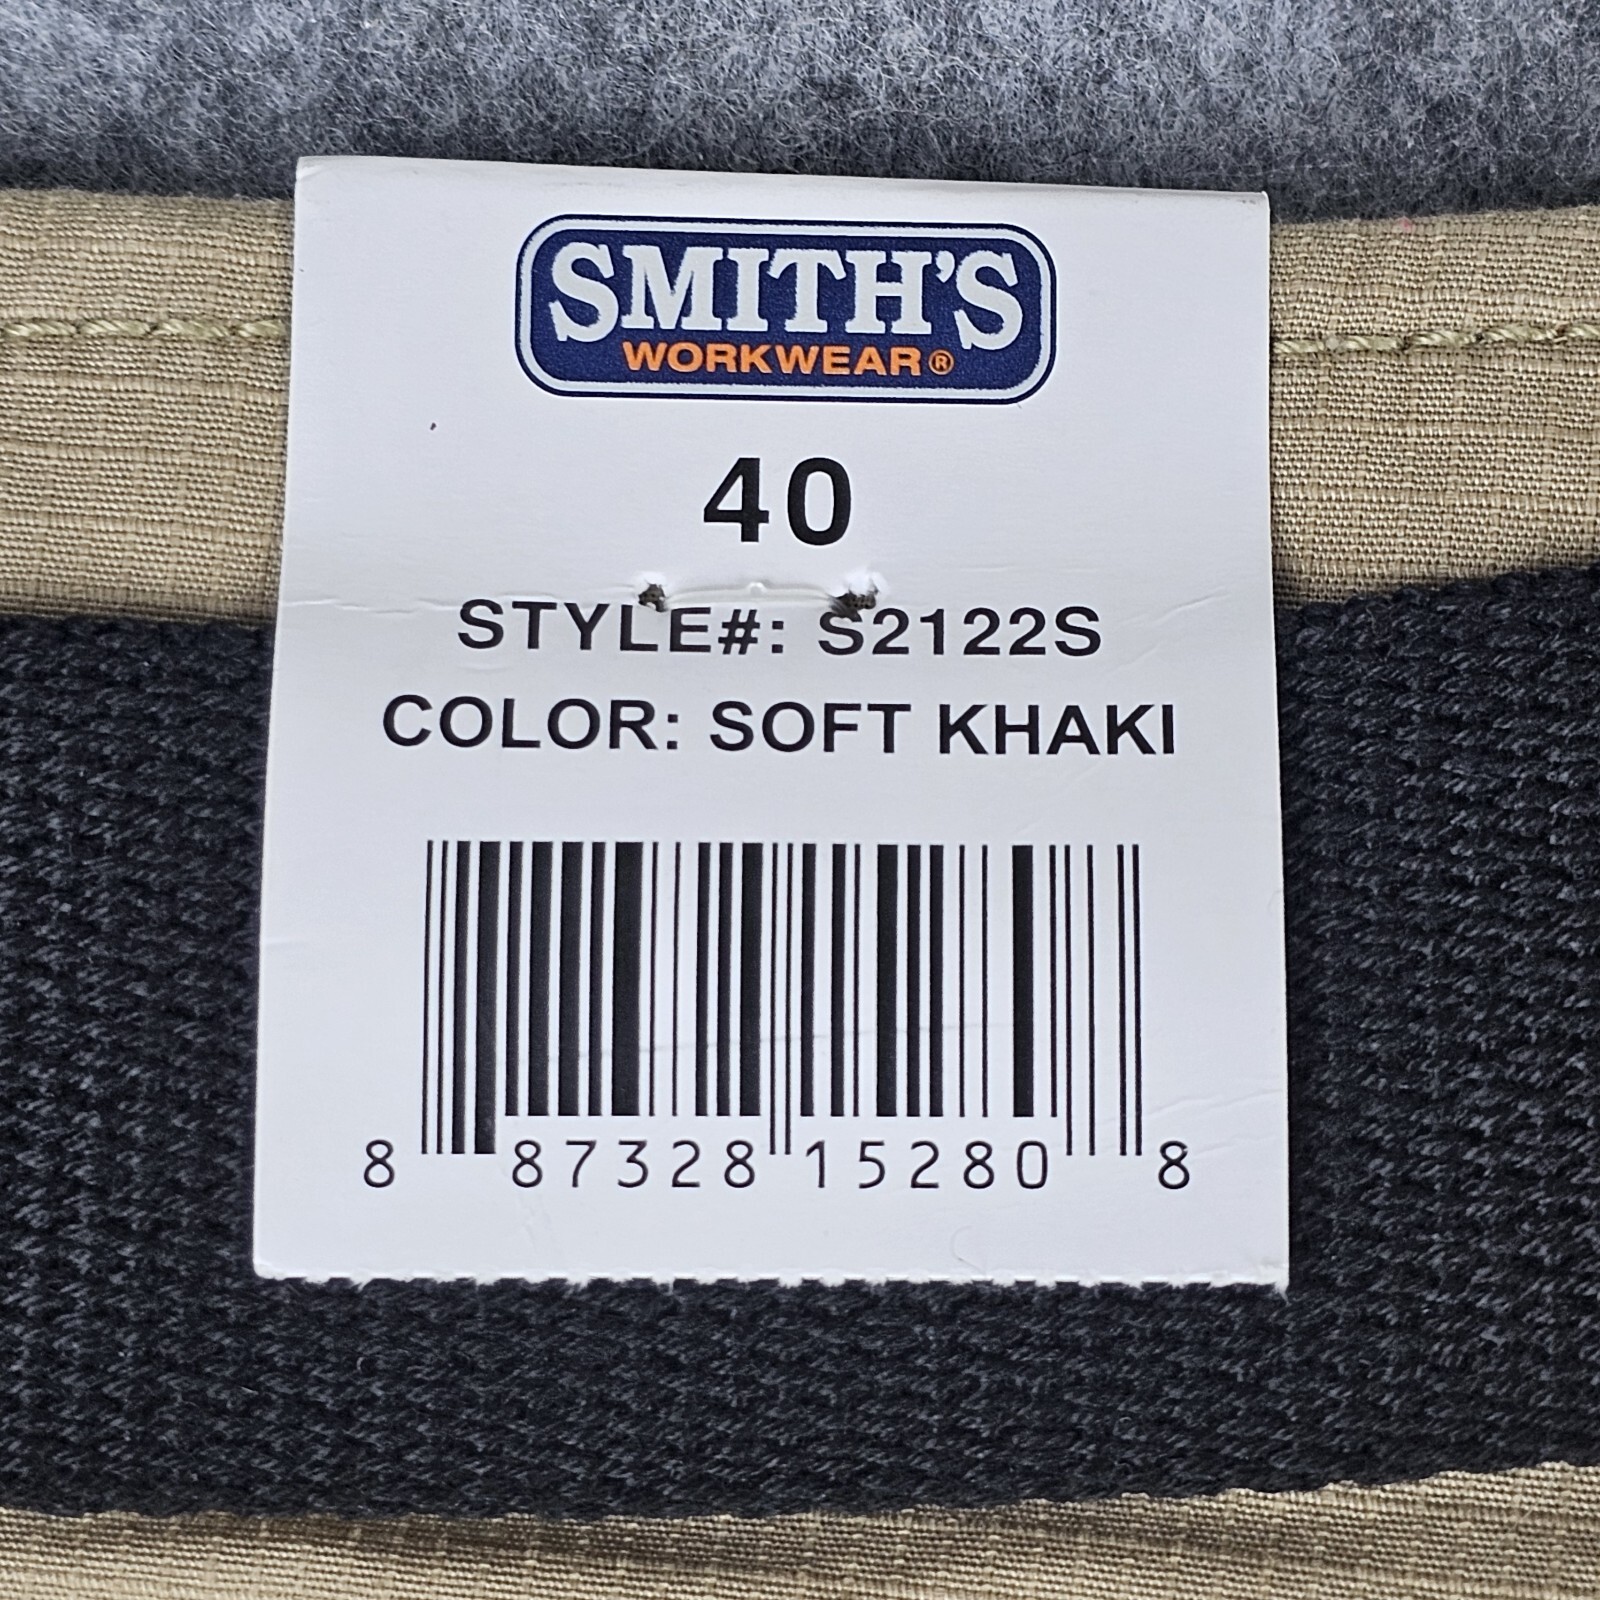 SMITH'S
WORKWEAR®
40
STYLE#: S2122S
COLOR: SOFT KHAKI
8 87328 15280 8